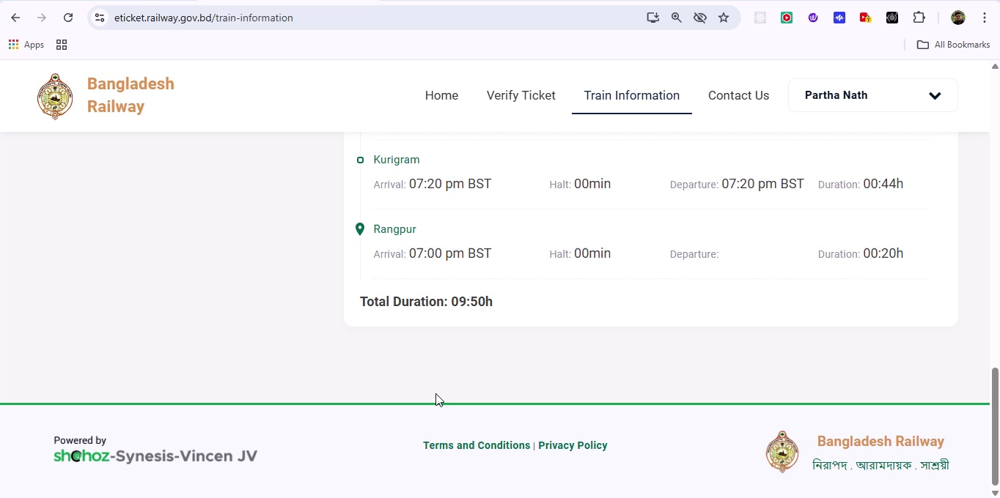 eticket.railway.gov.bd/train-information
Apps
All Bookmarks
Bangladesh
Railway
Home
Verify Ticket
Train Information
Contact Us
Partha Nath
Kurigram
Arrival: 07:20 pm BST Halt: 00min Departure: 07:20 pm BST Duration: 00:44h
Rangpur
Arrival: 07:00 pm BST Halt: 00min Departure: Duration: 00:20h
Total Duration: 09:50h
Powered by
shohoz-Synesis-Vincen JV
Terms and Conditions | Privacy Policy
Bangladesh Railway
নিরাপদ . আরামদায়ক . সাশ্রয়ী